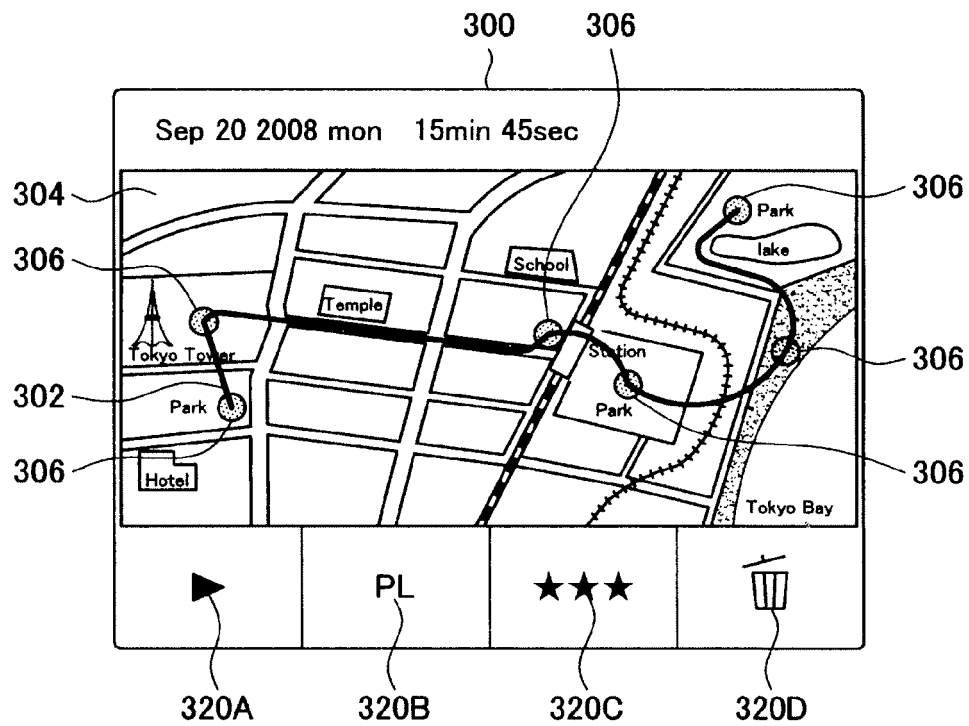 300 306
Sep 20 2008 mon 15min 45sec
304
306
Park
lake
School
306
Temple
Tokyo Tower
Station
306
302
Park
Park
306
306
Hotel
Tokyo Bay
PL
★★★
320A 320B 320C 320D